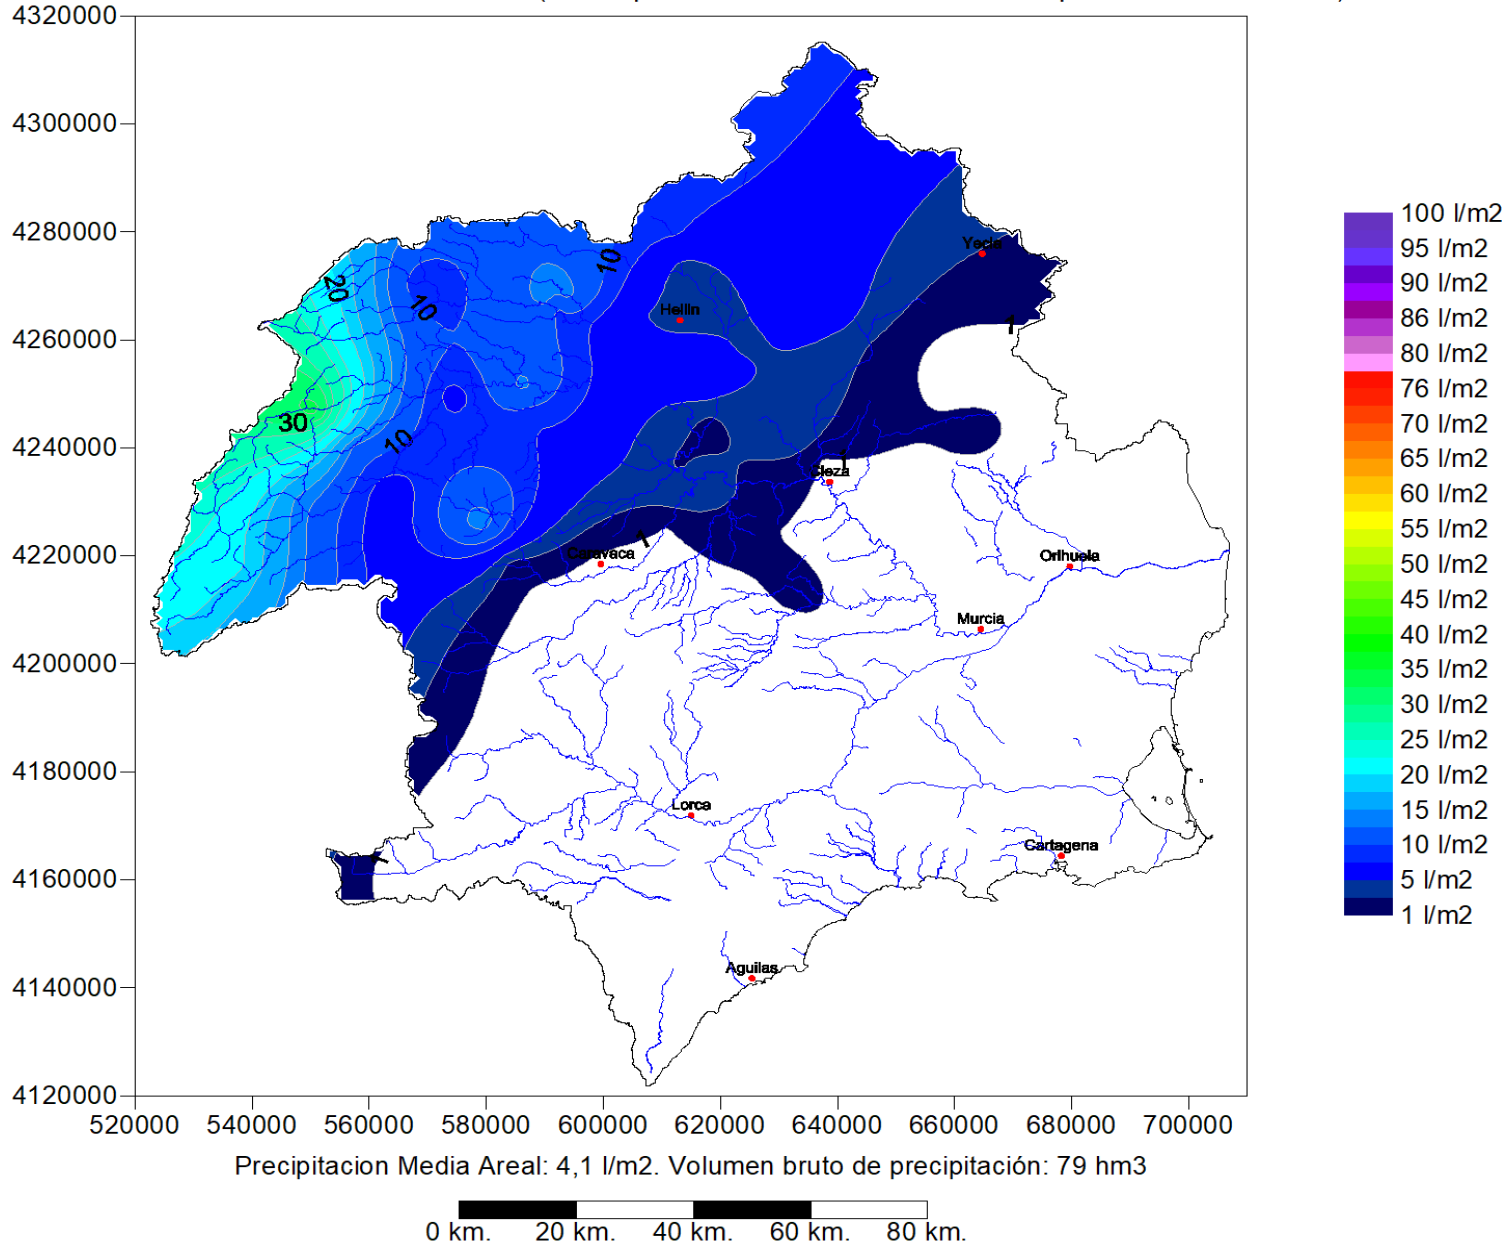 4320000
4300000
4280000
4260000
4240000
4220000
4200000
4180000
4160000
4140000
4120000
520000 540000 560000 580000 600000 620000 640000 660000 680000 700000
Yecla
Hellin
Cieza
Caravaca
Orihuela
Murcia
Lorca
Cartagena
Aguilas
20
10
10
10
30
1
1
1
1
100 l/m2
95 l/m2
90 l/m2
86 l/m2
80 l/m2
76 l/m2
70 l/m2
65 l/m2
60 l/m2
55 l/m2
50 l/m2
45 l/m2
40 l/m2
35 l/m2
30 l/m2
25 l/m2
20 l/m2
15 l/m2
10 l/m2
5 l/m2
1 l/m2
Precipitacion Media Areal: 4,1 l/m2. Volumen bruto de precipitación: 79 hm3
0 km. 20 km. 40 km. 60 km. 80 km.